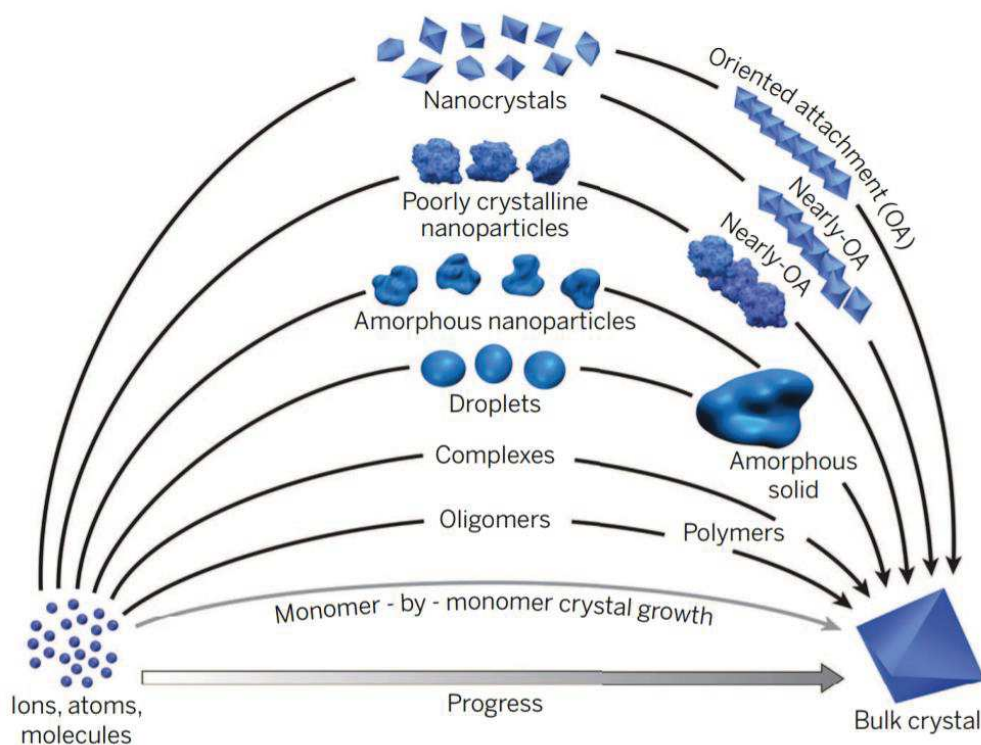 Nanocrystals
Oriented attachment (OA)
Poorly crystalline
nanoparticles
Nearly-OA
Nearly-OA
Amorphous nanoparticles
Droplets
Amorphous
solid
Complexes
Oligomers
Polymers
Monomer - by - monomer crystal growth
Ions, atoms,
molecules
Progress
Bulk crystal